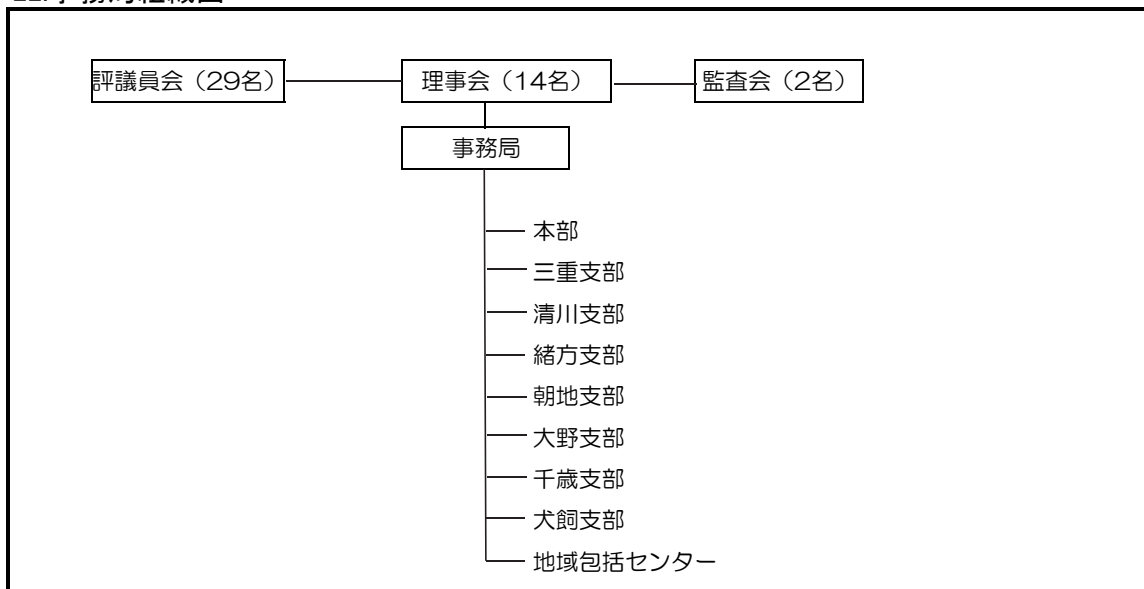 評議員会（29名） 理事会（14名） 監査会（2名）
事務局
本部
三重支部
清川支部
緒方支部
朝地支部
大野支部
千歳支部
犬飼支部
地域包括センター